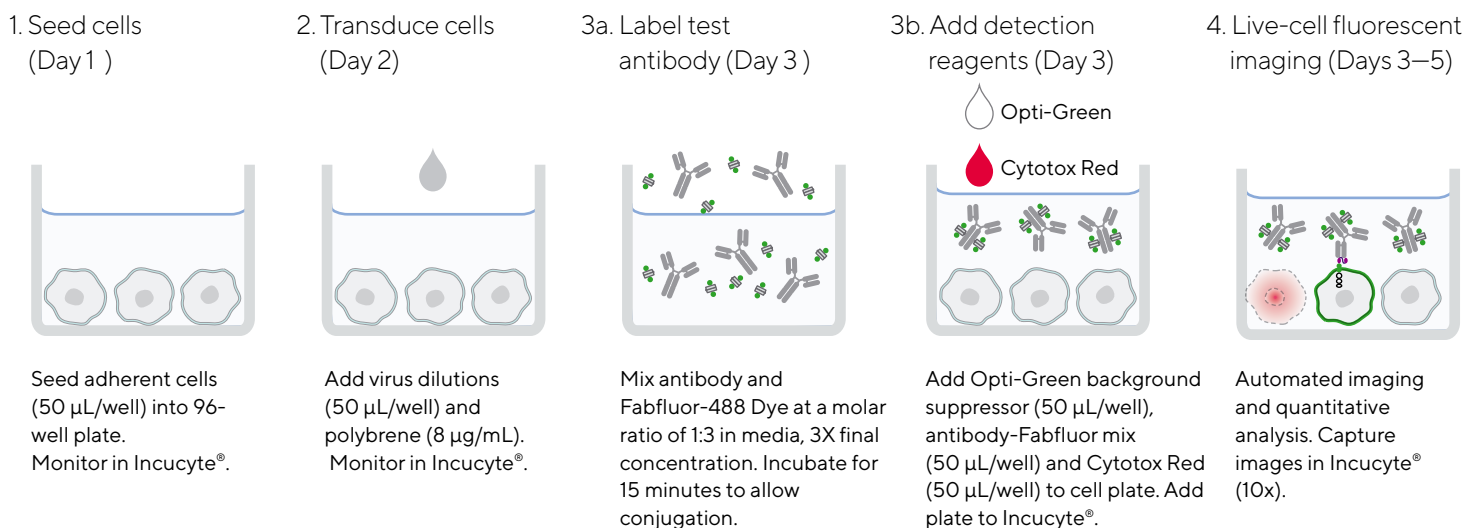 1. Seed cells
(Day 1 )
2. Transduce cells
(Day 2)
3a. Label test
antibody (Day 3 )
3b. Add detection
reagents (Day 3)
4. Live-cell fluorescent
imaging (Days 3—5)
Opti-Green
Cytotox Red
Seed adherent cells
(50 µL/well) into 96-
well plate.
Monitor in Incucyte®.
Add virus dilutions
(50 µL/well) and
polybrene (8 µg/mL).
Monitor in Incucyte®.
Mix antibody and
Fabfluor-488 Dye at a molar
ratio of 1:3 in media, 3X final
concentration. Incubate for
15 minutes to allow
conjugation.
Add Opti-Green background
suppressor (50 µL/well),
antibody-Fabfluor mix
(50 µL/well) and Cytotox Red
(50 µL/well) to cell plate. Add
plate to Incucyte®.
Automated imaging
and quantitative
analysis. Capture
images in Incucyte®
(10x).